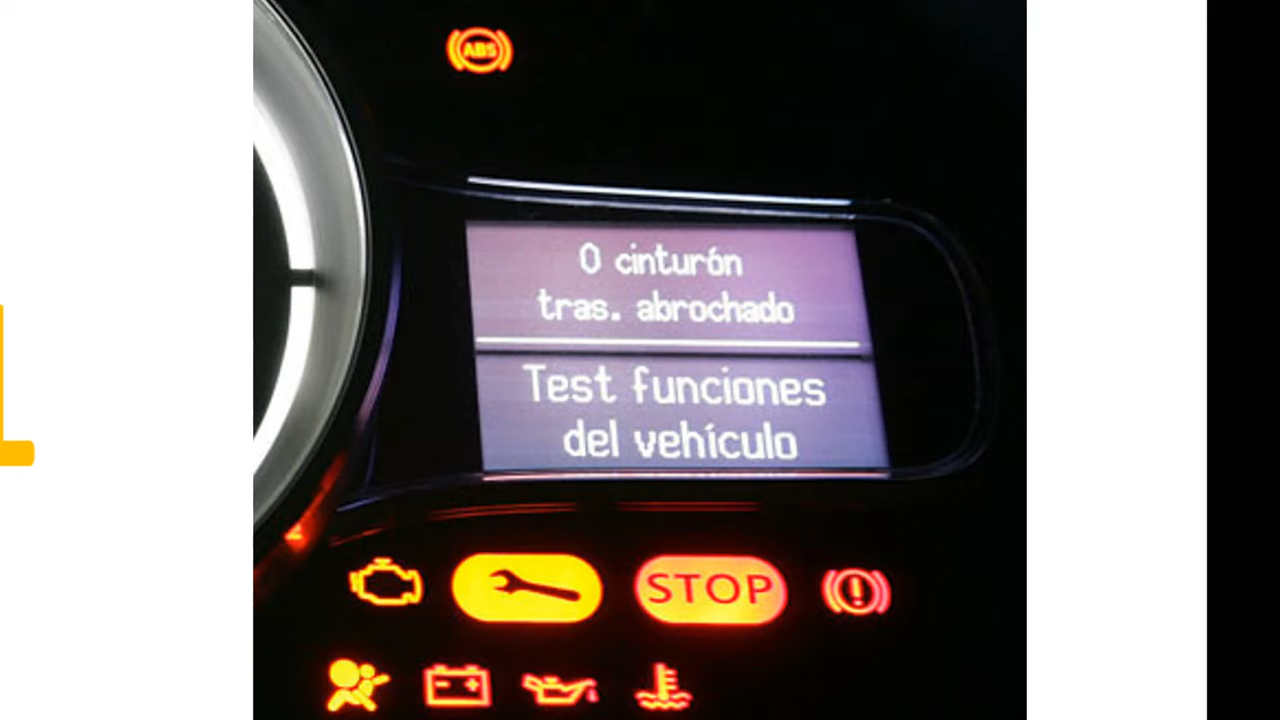 ABS
0 cinturón
tras. abrochado
Test funciones
del vehículo
STOP